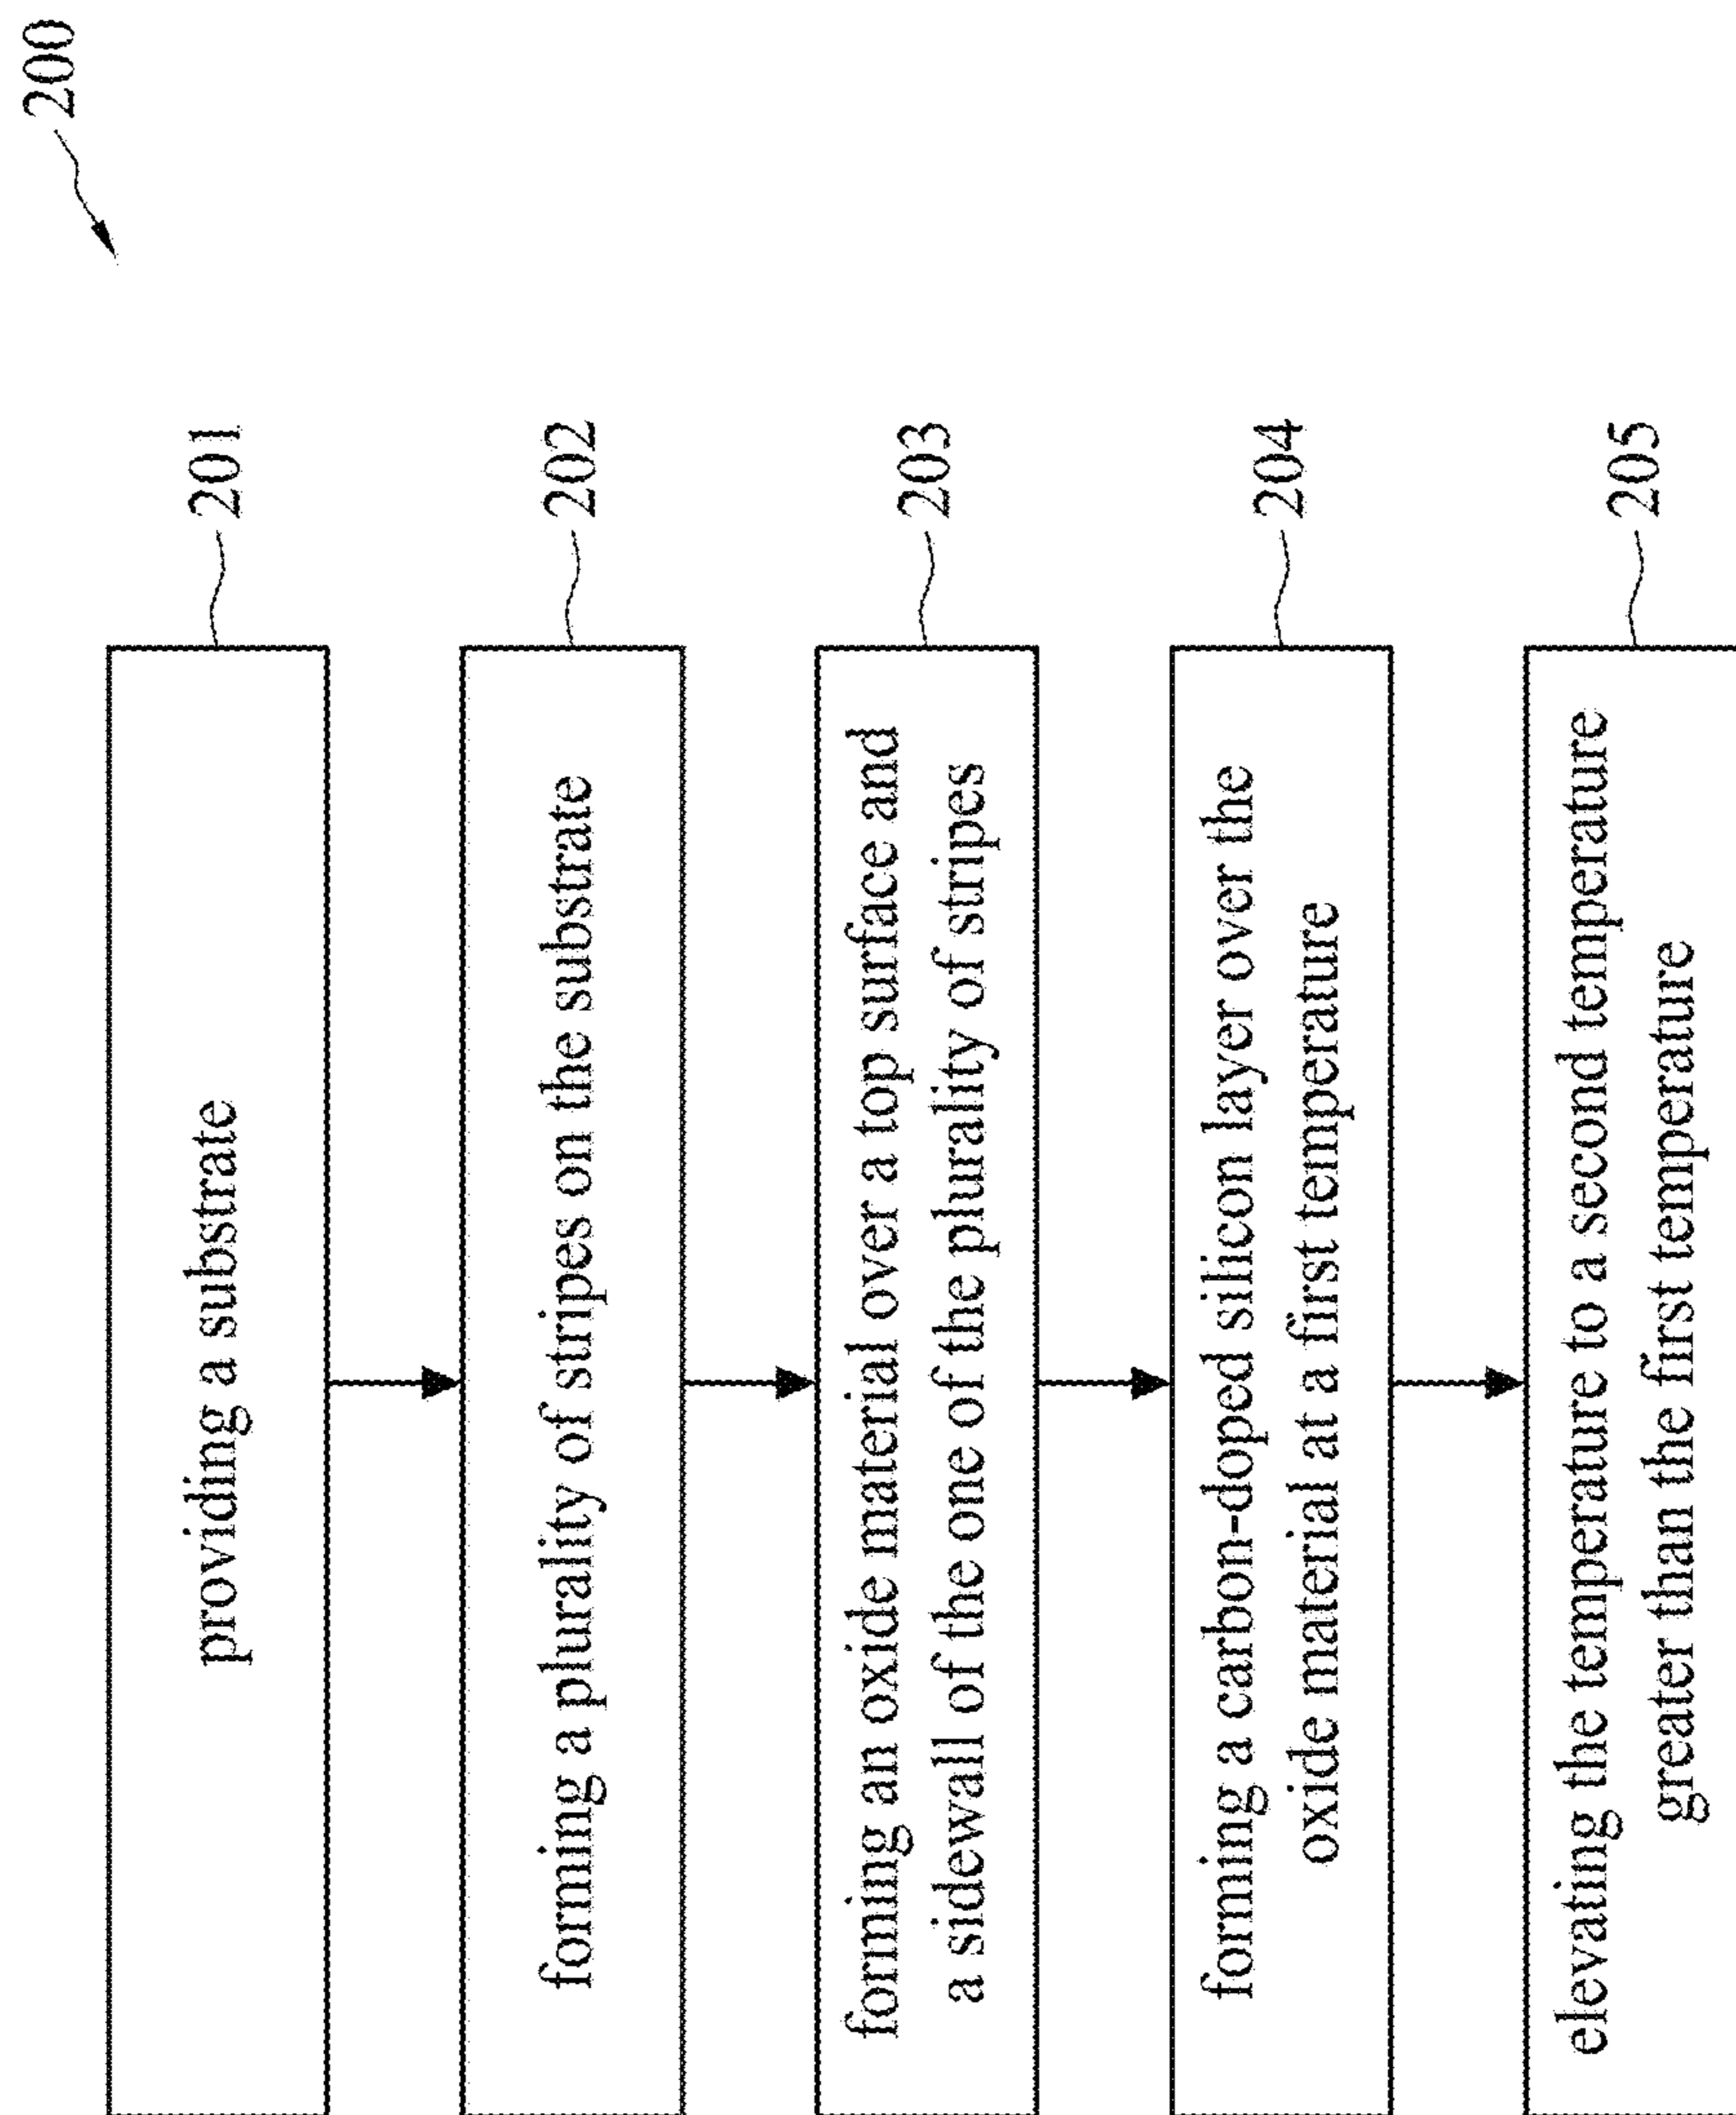 200
providing a substrate
201
forming a plurality of stripes on the substrate
202
forming an oxide material over a top surface and
a sidewall of the one of the plurality of stripes
203
forming a carbon-doped silicon layer over the
oxide material at a first temperature
204
elevating the temperature to a second temperature
greater than the first temperature
205